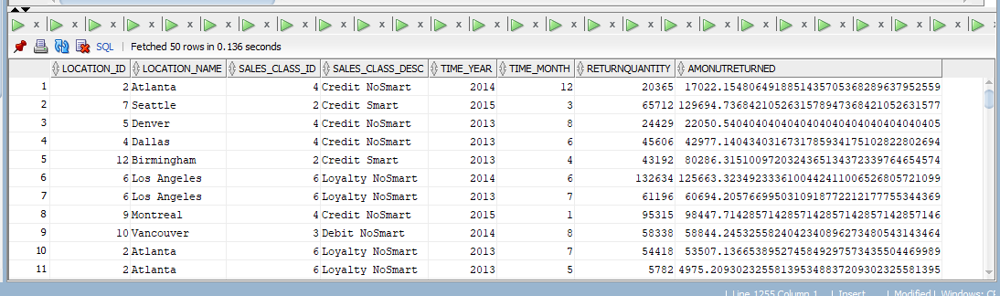 x x x x x x x x x x x x x x x x x x x x x x
SQL | Fetched 50 rows in 0.136 seconds
LOCATION_ID LOCATION_NAME SALES_CLASS_ID SALES_CLASS_DESC TIME_YEAR TIME_MONTH RETURNQUANTITY AMONUTRETURNED
1 2 Atlanta 4 Credit NoSmart 2014 12 20365 17022.1548064918851435705368289637952559
2 7 Seattle 2 Credit Smart 2015 3 65712 129694.736842105263157894736842105263157​7
3 5 Denver 4 Credit NoSmart 2013 8 24429 22050.5404040404040404040404040404040405
4 4 Dallas 4 Credit NoSmart 2013 6 45606 42977.1404340316731785934175102822802694
5 12 Birmingham 2 Credit Smart 2013 4 43192 80286.3151009720324365134372339764654574
6 6 Los Angeles 6 Loyalty NoSmart 2014 6 132634 125663.3234923336100442411006526805721099
7 6 Los Angeles 6 Loyalty NoSmart 2013 7 61196 60694.2057669950310918772212177755344369
8 9 Montreal 4 Credit NoSmart 2015 1 95315 98447.7142857142857142857142857142857146
9 10 Vancouver 3 Debit NoSmart 2014 8 58338 58844.2453255824042340896273480543143464
10 2 Atlanta 6 Loyalty NoSmart 2013 7 54418 53507.1366538952745849297573435504469989
11 2 Atlanta 6 Loyalty NoSmart 2013 5 5782 4975.209302325581395348837209302325581395
| Line 1255 Column 1 | Insert | Modified | Windows: CF